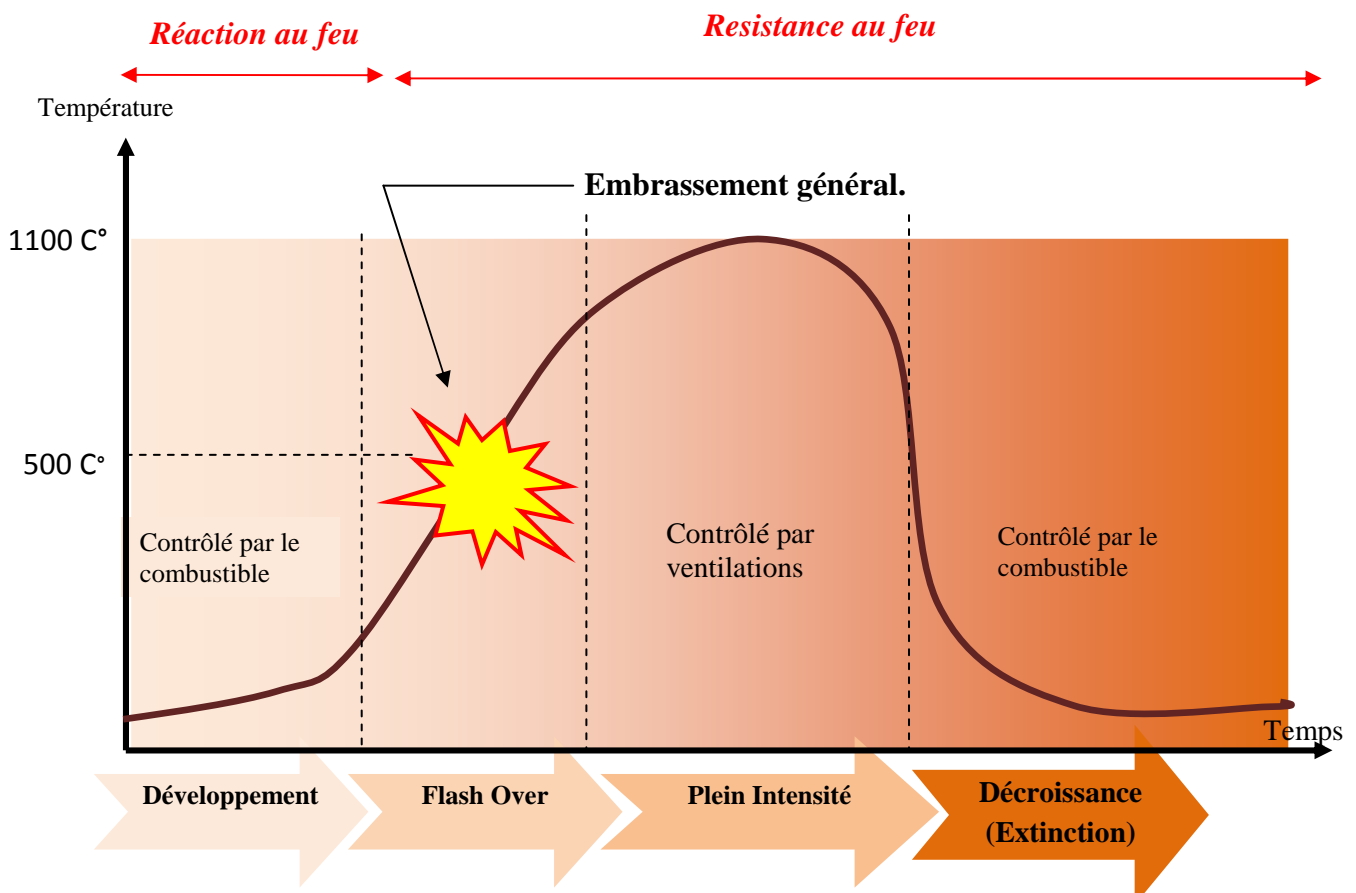 Réaction au feu
Resistance au feu
Température
Embrassement général.
1100 C°
500 C°
Contrôlé par le
combustible
Contrôlé par
ventilations
Contrôlé par le
combustible
Temps
Développement
Flash Over
Plein Intensité
Décroissance
(Extinction)